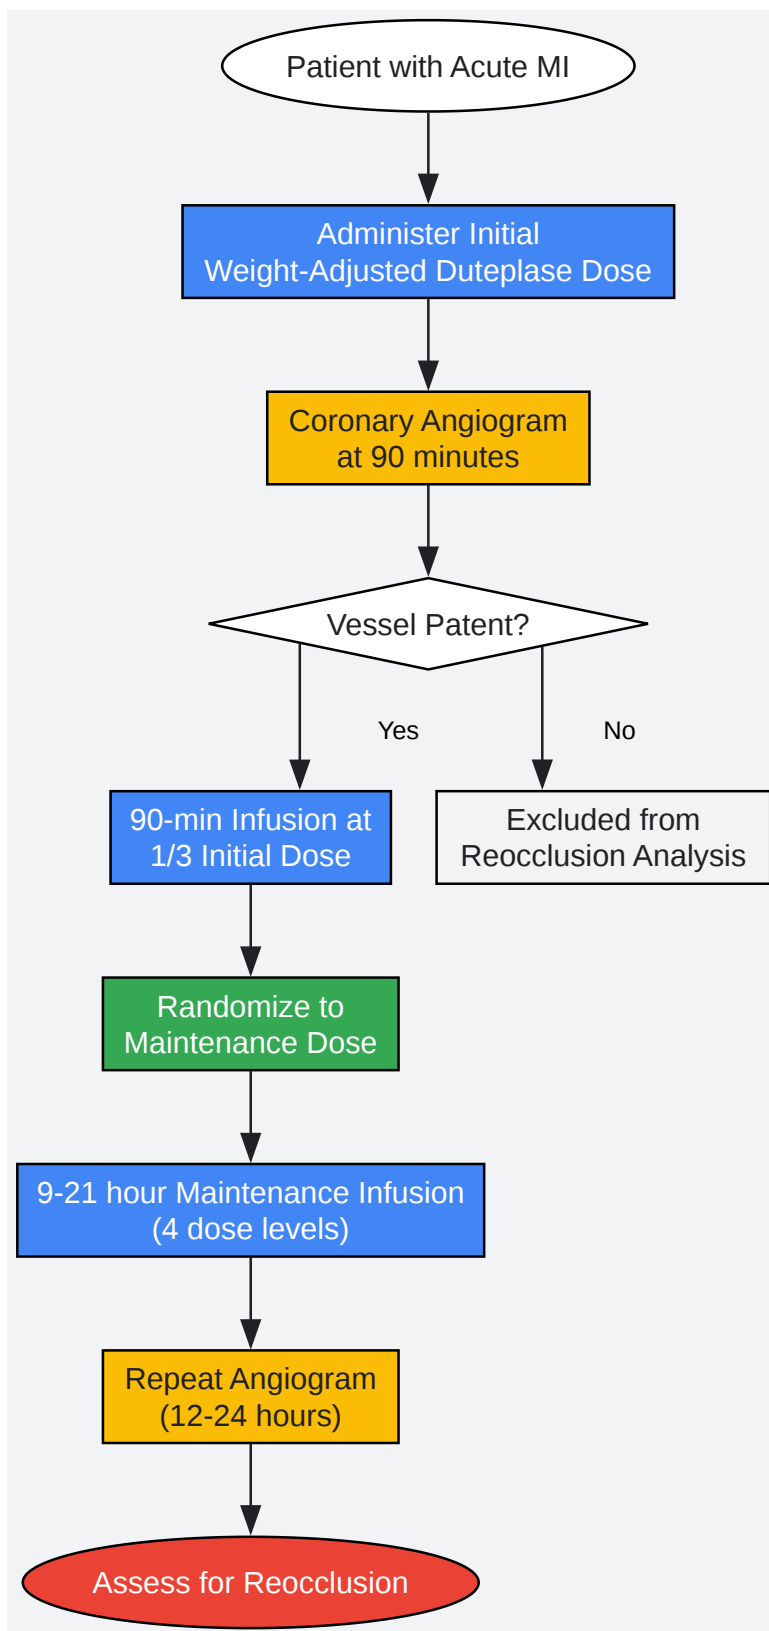 Patient with Acute MI
Administer Initial
Weight-Adjusted Duteplase Dose
Coronary Angiogram
at 90 minutes
Vessel Patent?
Yes
No
90-min Infusion at
1/3 Initial Dose
Excluded from
Reocclusion Analysis
Randomize to
Maintenance Dose
9-21 hour Maintenance Infusion
(4 dose levels)
Repeat Angiogram
(12-24 hours)
Assess for Reocclusion